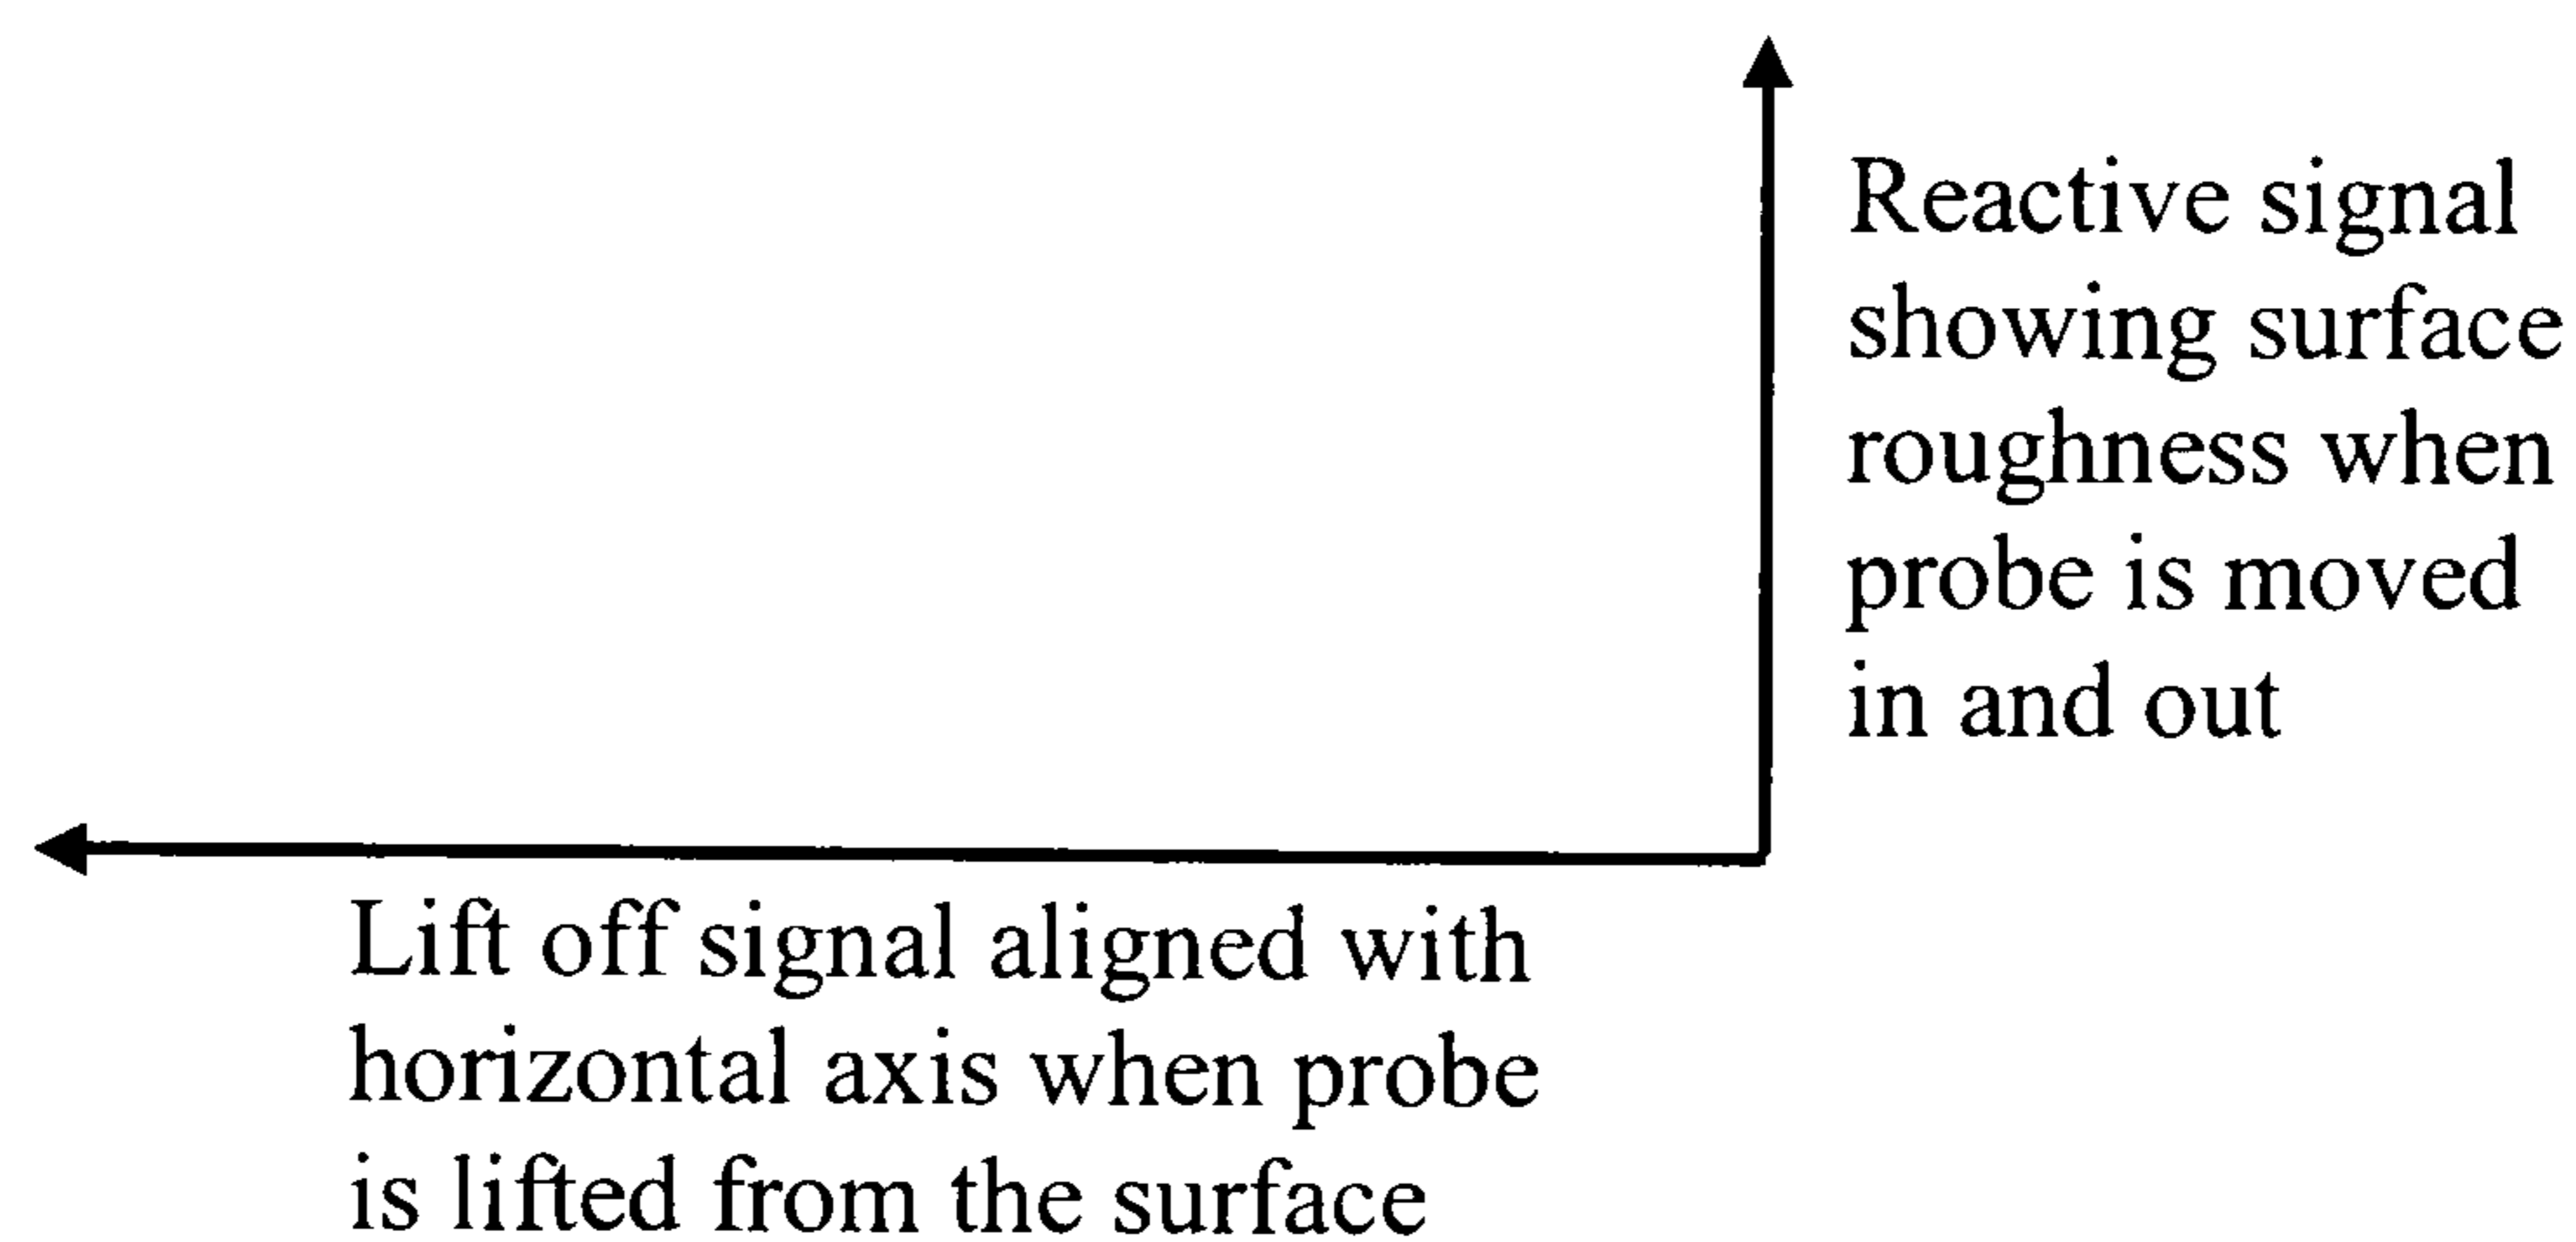 Reactive signal
showing surface
roughness when
probe is moved
in and out
Lift off signal aligned with
horizontal axis when probe
is lifted from the surface